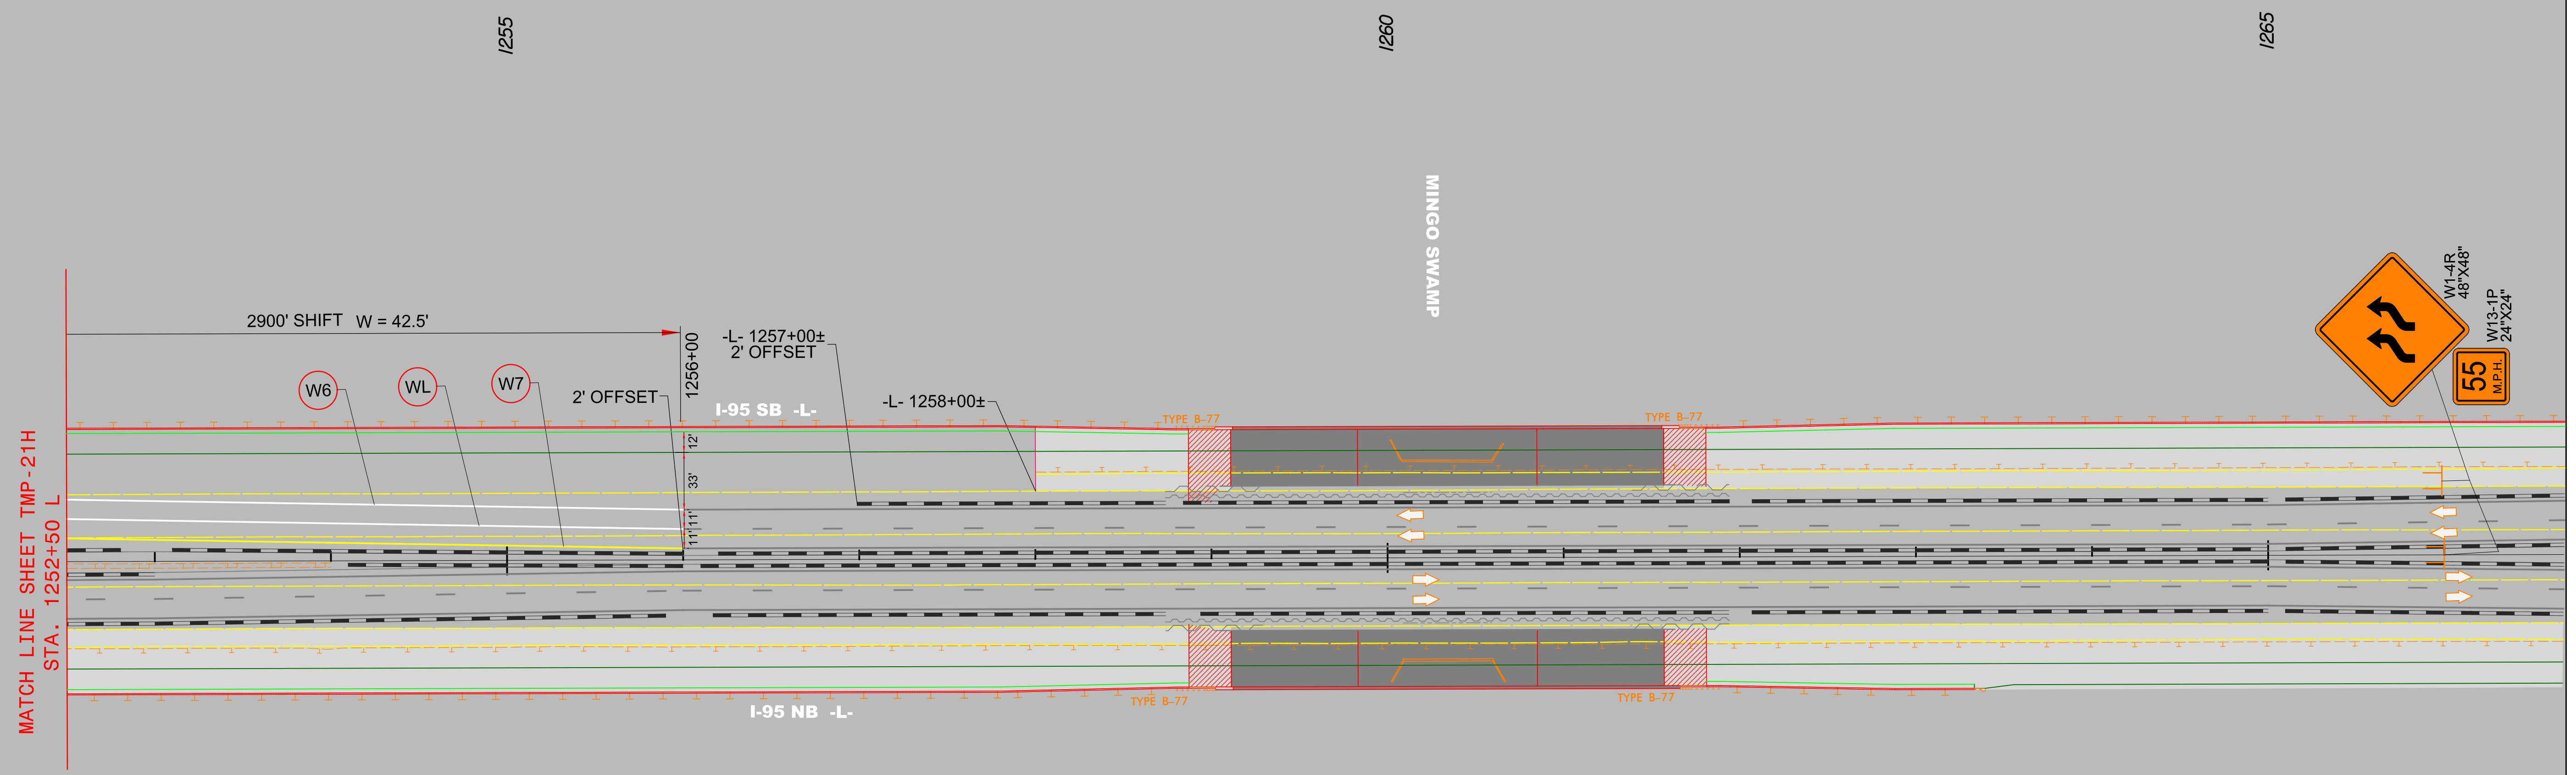 1255
1260
1265
MINGO SWAMP
W1-4R
48"X48"
W13-1P
24"X24"
55
M.P.H.
2900' SHIFT W = 42.5'
1256+00
-L- 1257+00±
2' OFFSET
W6
WL
W7
2' OFFSET
-L- 1258+00±
I-95 SB -L-
TYPE B-77
TYPE B-77
12'
33'
11'
11'
MATCH LINE SHEET TMP-21H
STA. 1252+50 L
TYPE B-77
TYPE B-77
I-95 NB -L-